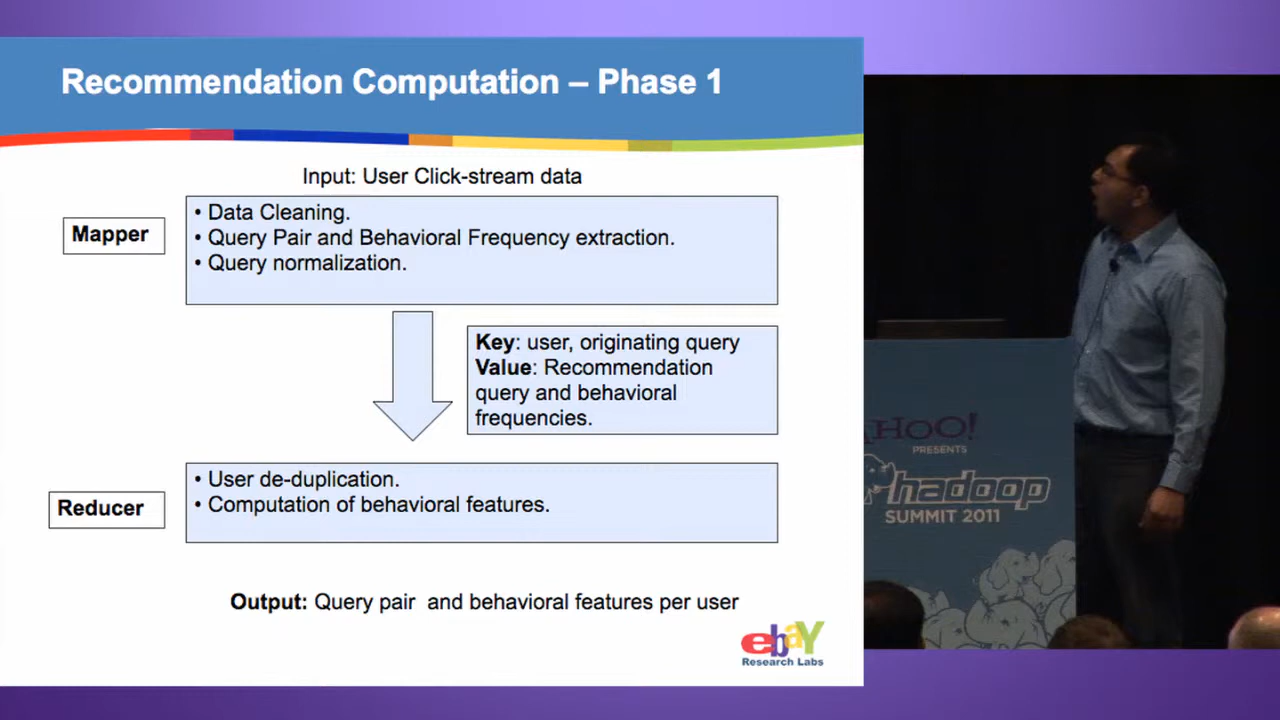 Recommendation Computation – Phase 1
Input: User Click-stream data
Mapper
• Data Cleaning.
• Query Pair and Behavioral Frequency extraction.
• Query normalization.
Key: user, originating query
Value: Recommendation
query and behavioral
frequencies.
Reducer
• User de-duplication.
• Computation of behavioral features.
Output: Query pair and behavioral features per user
ebaY
Research Labs
YAHOO!
PRESENTS
hadoop
SUMMIT 2011